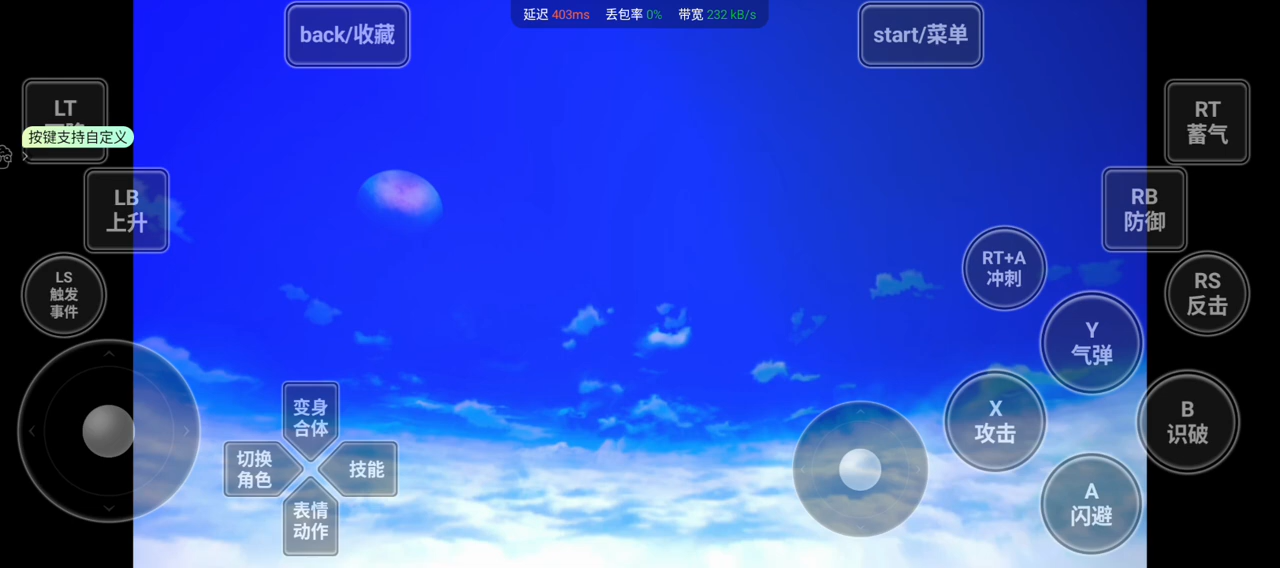 延迟 403ms 丢包率 0% 带宽 232 kB/s
back/收藏
start/菜单
LT
按键支持自定义
RT
蓄气
LB
上升
RB
防御
LS
触发
事件
RT+A
冲刺
RS
反击
Y
气弹
变身
合体
切换
角色
技能
表情
动作
X
攻击
B
识破
A
闪避